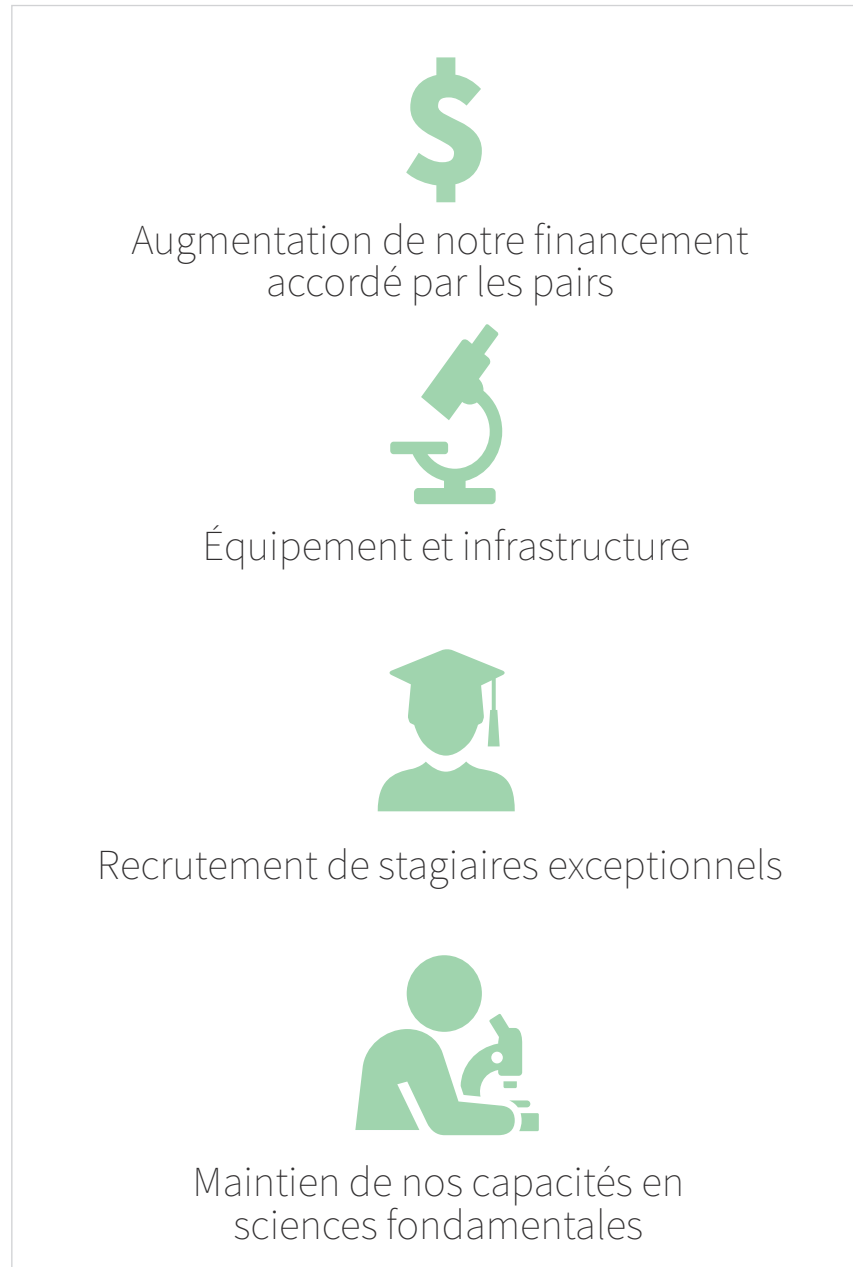 Augmentation de notre financement
accordé par les pairs
Équipement et infrastructure
Recrutement de stagiaires exceptionnels
Maintien de nos capacités en
sciences fondamentales